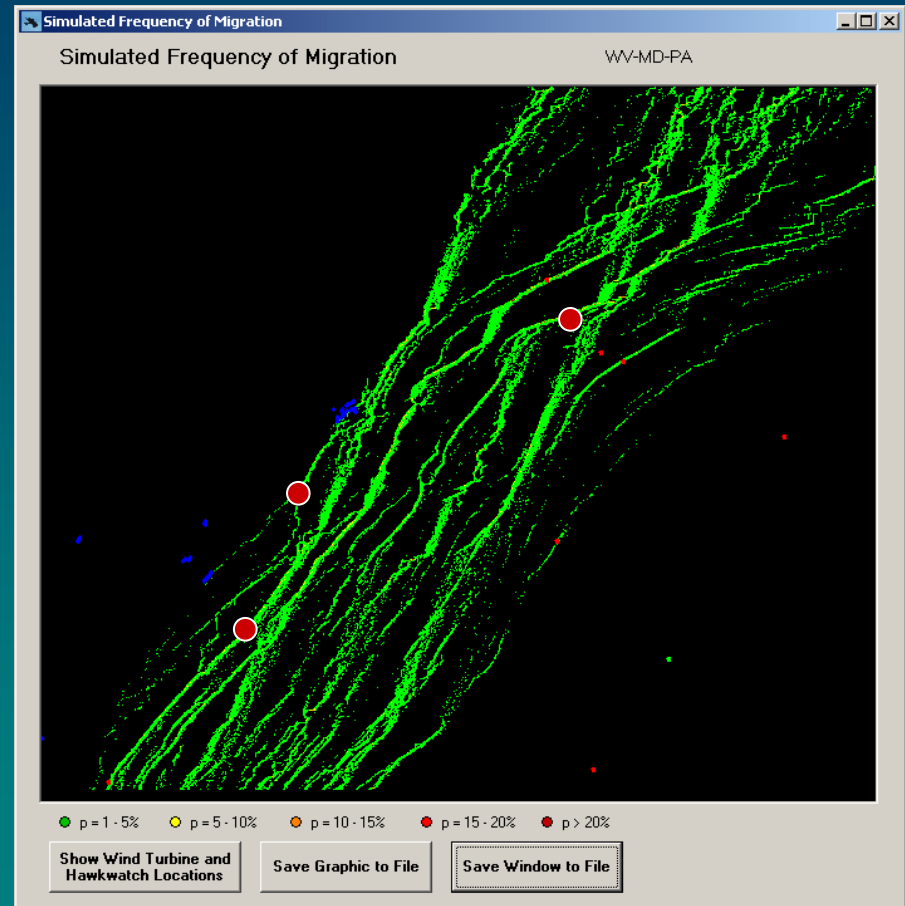 Simulated Frequency of Migration
Simulated Frequency of Migration WV-MD-PA
p = 1 - 5% p = 5 - 10% p = 10 - 15% p = 15 - 20% p > 20%
Show Wind Turbine and
Hawkwatch Locations
Save Graphic to File
Save Window to File